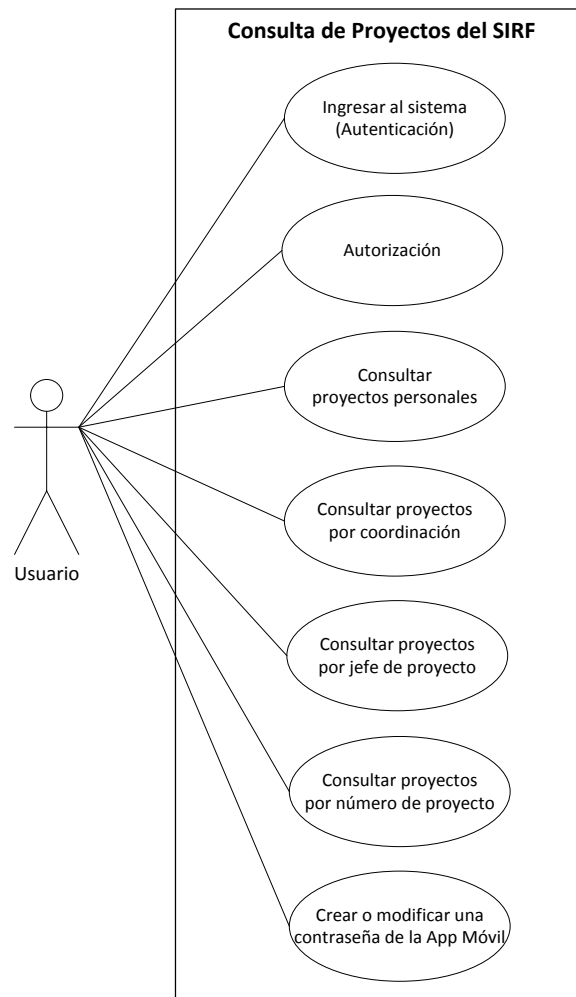 Consulta de Proyectos del SIRF
Ingresar al sistema
(Autenticación)
Autorización
Consultar
proyectos personales
Consultar proyectos
por coordinación
Usuario
Consultar proyectos
por jefe de proyecto
Consultar proyectos
por número de proyecto
Crear o modificar una
contraseña de la App Móvil